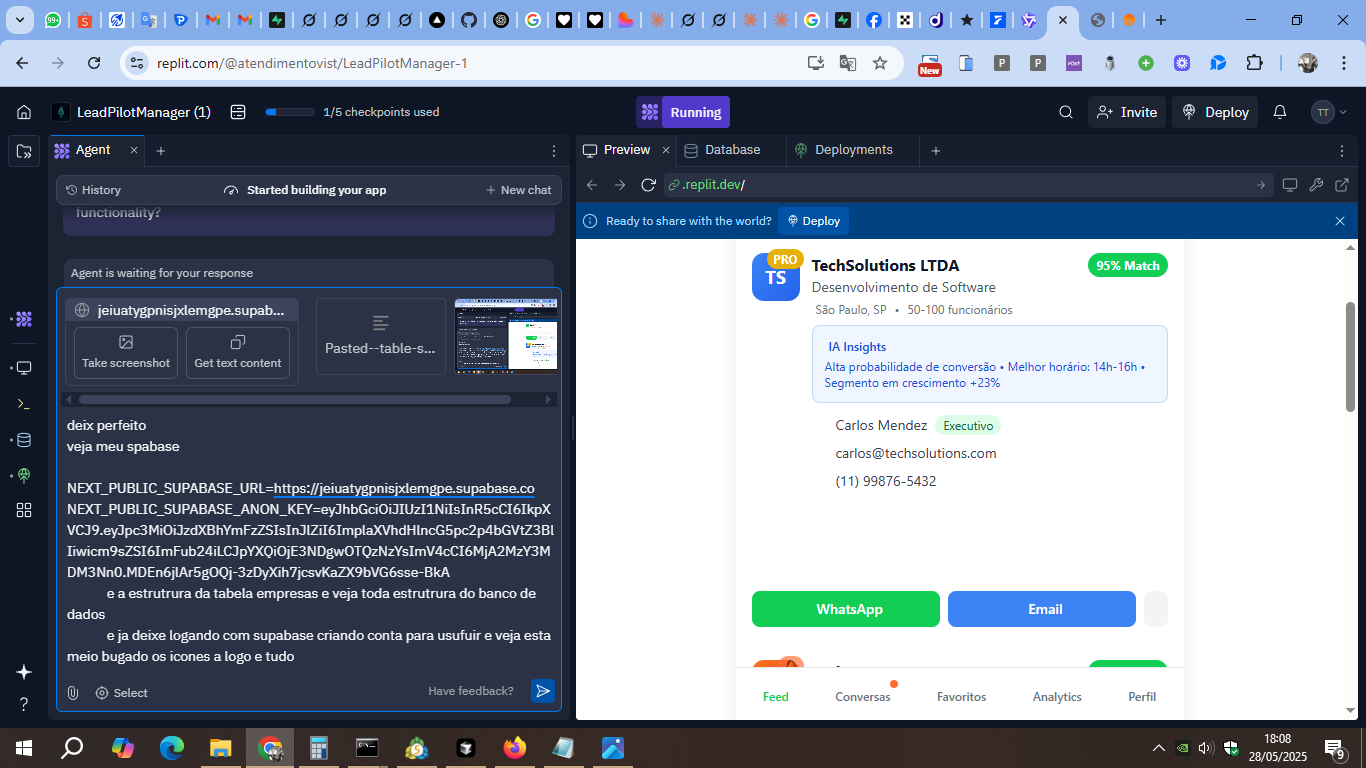 99+
replit.com/@atendimentovist/LeadPilotManager-1
New
LeadPilotManager (1)
1/5 checkpoints used
Running
Invite
Deploy
TT
Agent
Preview
Database
Deployments
History
Started building your app
New chat
.replit.dev/
functionality?
Ready to share with the world?
Deploy
Agent is waiting for your response
jeiuatygpnisjxlemgpe.supab...
Take screenshot
Get text content
Pasted--table-s...
deix perfeito
veja meu spabase
NEXT_PUBLIC_SUPABASE_URL=https://jeiuatygpnisjxlemgpe.supabase.co
NEXT_PUBLIC_SUPABASE_ANON_KEY=eyJhbGciOiJIUzI1NiIsInR5cCI6IkpX
VCJ9.eyJpc3MiOiJzdXBhYmFzZSIsInJlZiI6ImplaXVhdHlncG5pc2p4bGVtZ3Bl
Iiwicm9sZSI6ImFub24iLCJpYXQiOjE3NDgwOTQzNzYsImV4cCI6MjA2MzY3M
DM3Nn0.MDEn6jlAr5gOQj-3zDyXih7jcsvKaZX9bVG6sse-BkA
e a estrutrura da tabela empresas e veja toda estrutura do banco de
dados
e ja deixe logando com supabase criando conta para usufuir e veja esta
meio bugado os icones a logo e tudo
Select
Have feedback?
PRO
TS
TechSolutions LTDA
95% Match
Desenvolvimento de Software
São Paulo, SP • 50-100 funcionários
IA Insights
Alta probabilidade de conversão • Melhor horário: 14h-16h •
Segmento em crescimento +23%
Carlos Mendez
Executivo
carlos@techsolutions.com
(11) 99876-5432
WhatsApp
Email
Feed
Conversas
Favoritos
Analytics
Perfil
18:08
28/05/2025
9